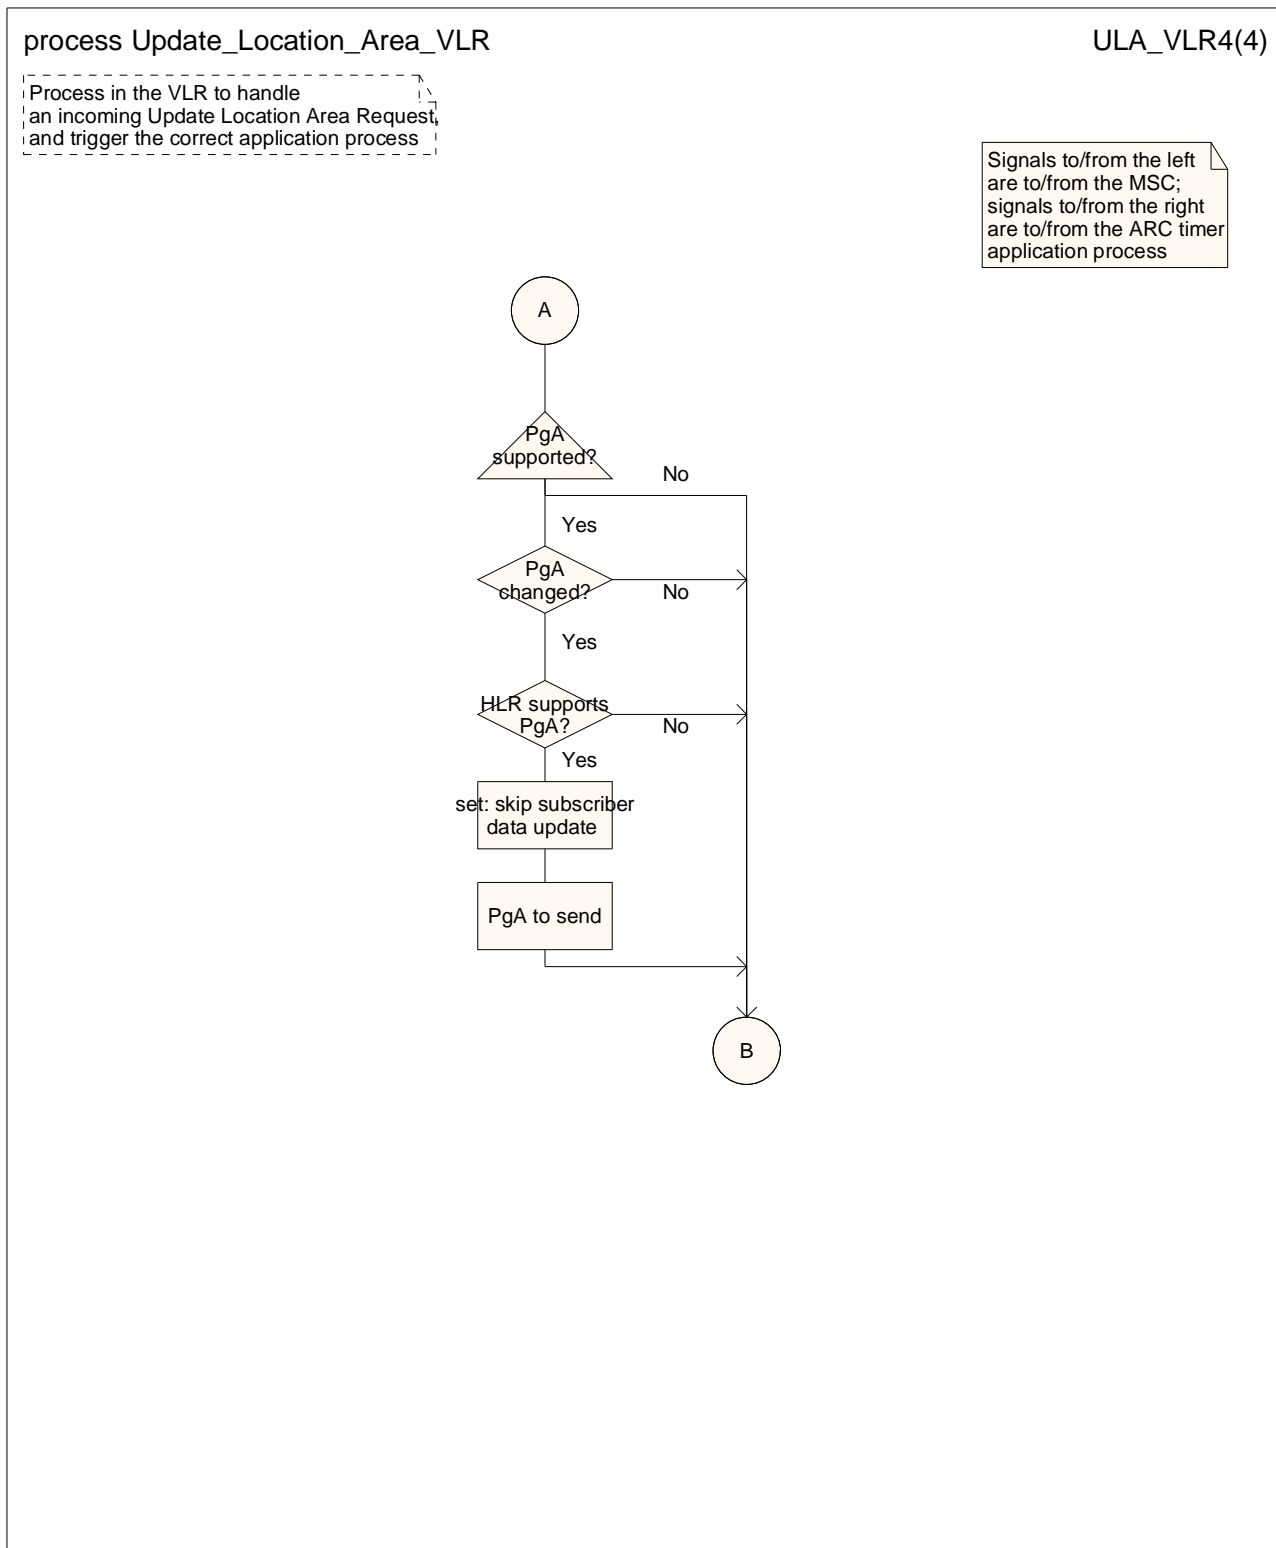 process Update_Location_Area_VLR
ULA_VLR4(4)
Process in the VLR to handle
an incoming Update Location Area Request,
and trigger the correct application process
Signals to/from the left
are to/from the MSC;
signals to/from the right
are to/from the ARC timer
application process
A
PgA
supported?
No
Yes
PgA
changed?
No
Yes
HLR supports
PgA?
No
Yes
set: skip subscriber
data update
PgA to send
B